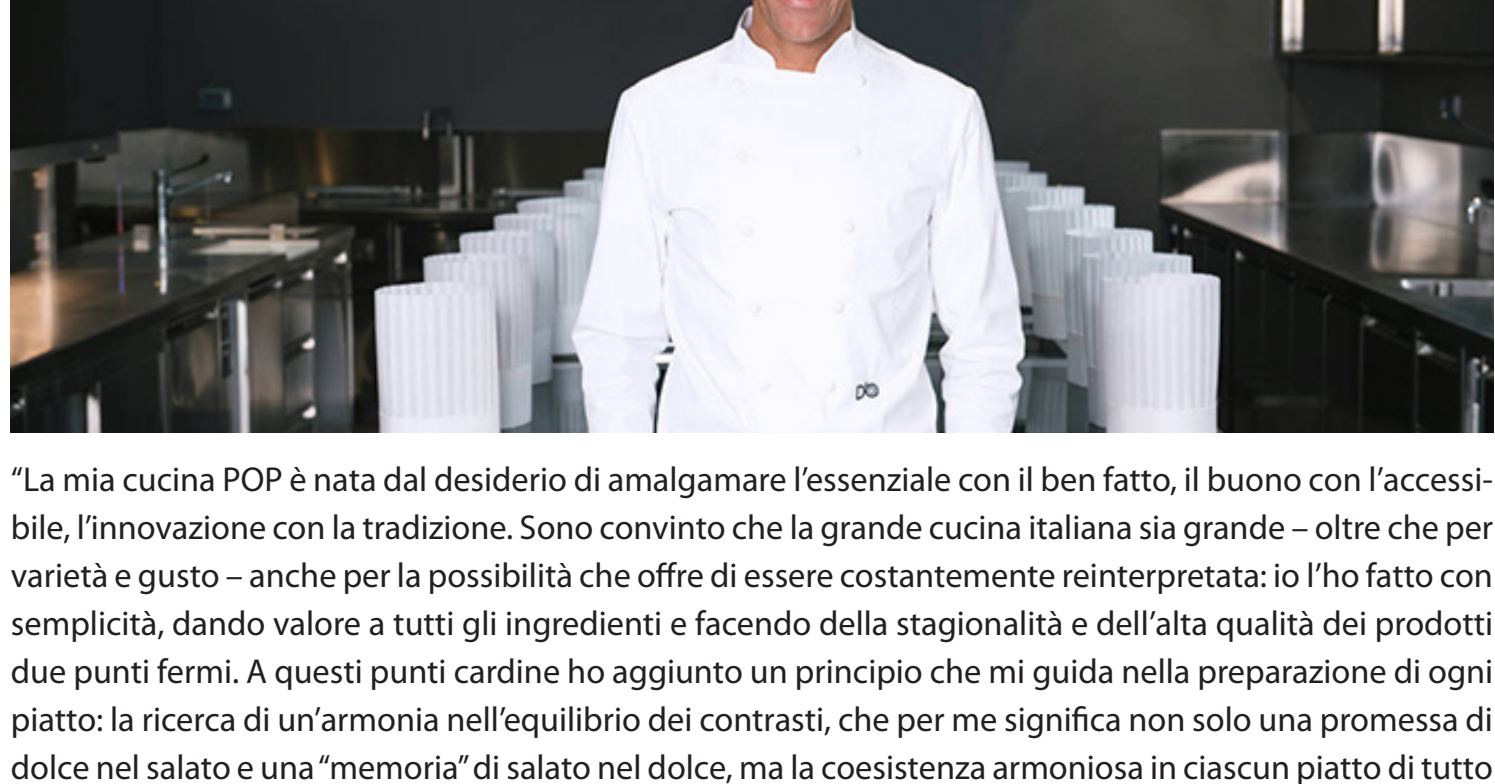 D'O
“La mia cucina POP è nata dal desiderio di amalgamare l’essenziale con il ben fatto, il buono con l’accessi-
bile, l’innovazione con la tradizione. Sono convinto che la grande cucina italiana sia grande – oltre che per
varietà e gusto – anche per la possibilità che offre di essere costantemente reinterpretata: io l’ho fatto con
semplicità, dando valore a tutti gli ingredienti e facendo della stagionalità e dell’alta qualità dei prodotti
due punti fermi. A questi punti cardine ho aggiunto un principio che mi guida nella preparazione di ogni
piatto: la ricerca di un’armonia nell’equilibrio dei contrasti, che per me significa non solo una promessa di
dolce nel salato e una “memoria” di salato nel dolce, ma la coesistenza armoniosa in ciascun piatto di tutto